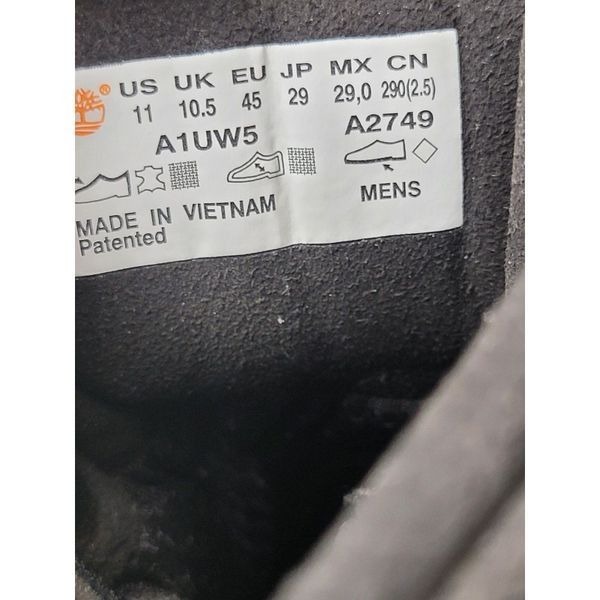 ® US UK EU JP MX CN
11 10.5 45 29 29,0 290(2.5)
A1UW5 A2749
MENS
MADE IN VIETNAM
Patented